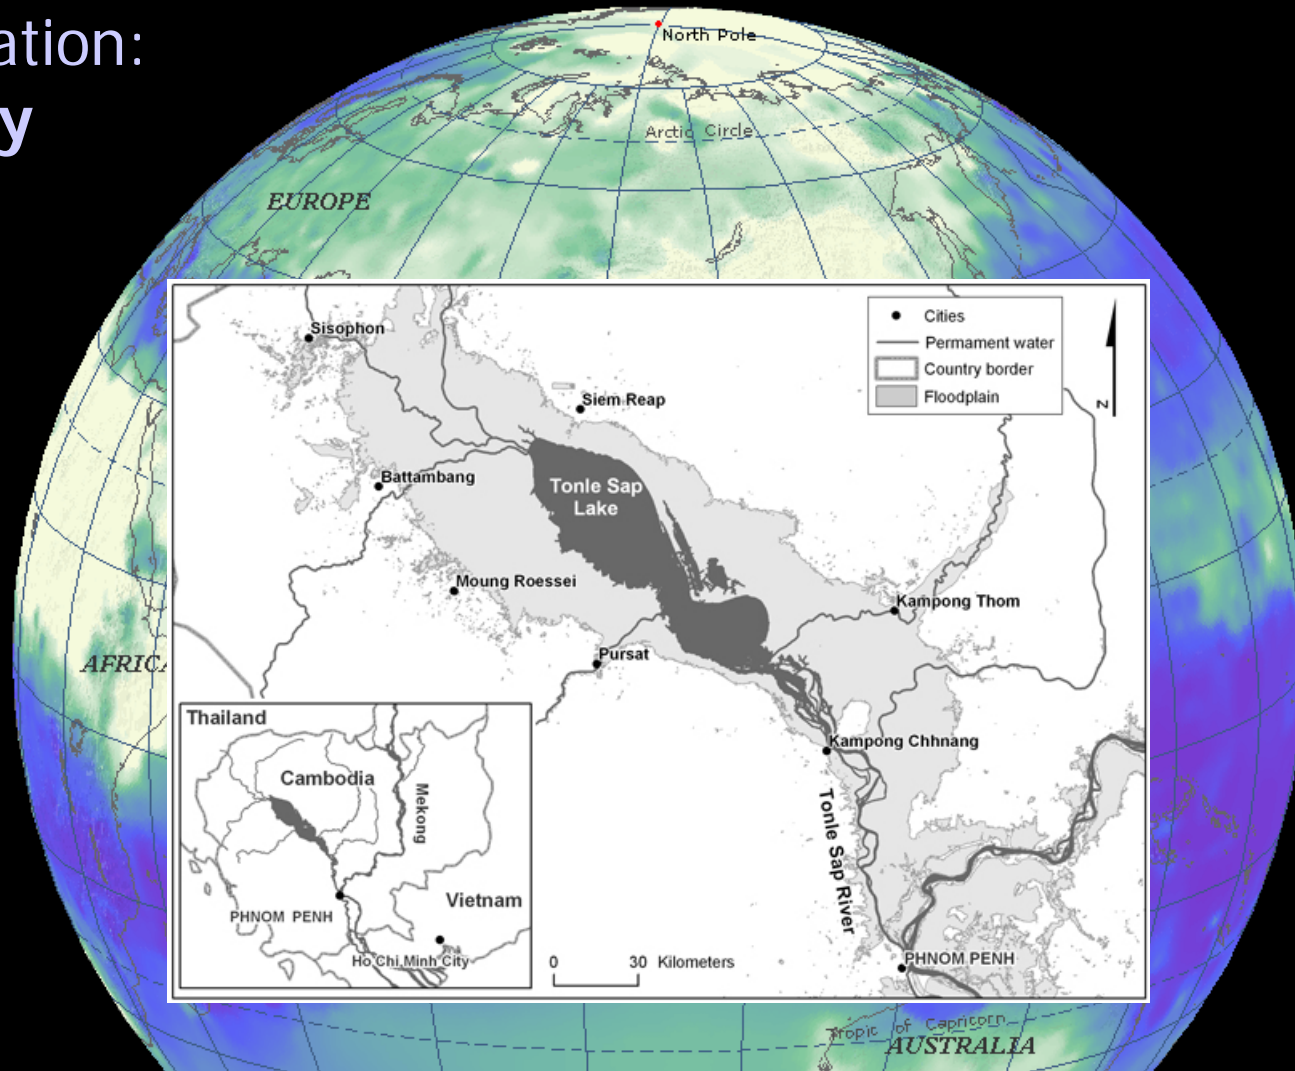 ation:
y
North Pole
Arctic Circle
EUROPE
Sisophon
Cities
Permament water
Country border
Floodplain
N
Siem Reap
Battambang
Tonle Sap
Lake
Moung Roessei
Kampong Thom
Pursat
AFRICA
Kampong Chhnang
Tonle Sap River
Thailand
Cambodia
Mekong
Vietnam
PHNOM PENH
Ho Chi Minh City
0 30 Kilometers
PHNOM PENH
Tropic of Capricorn
AUSTRALIA